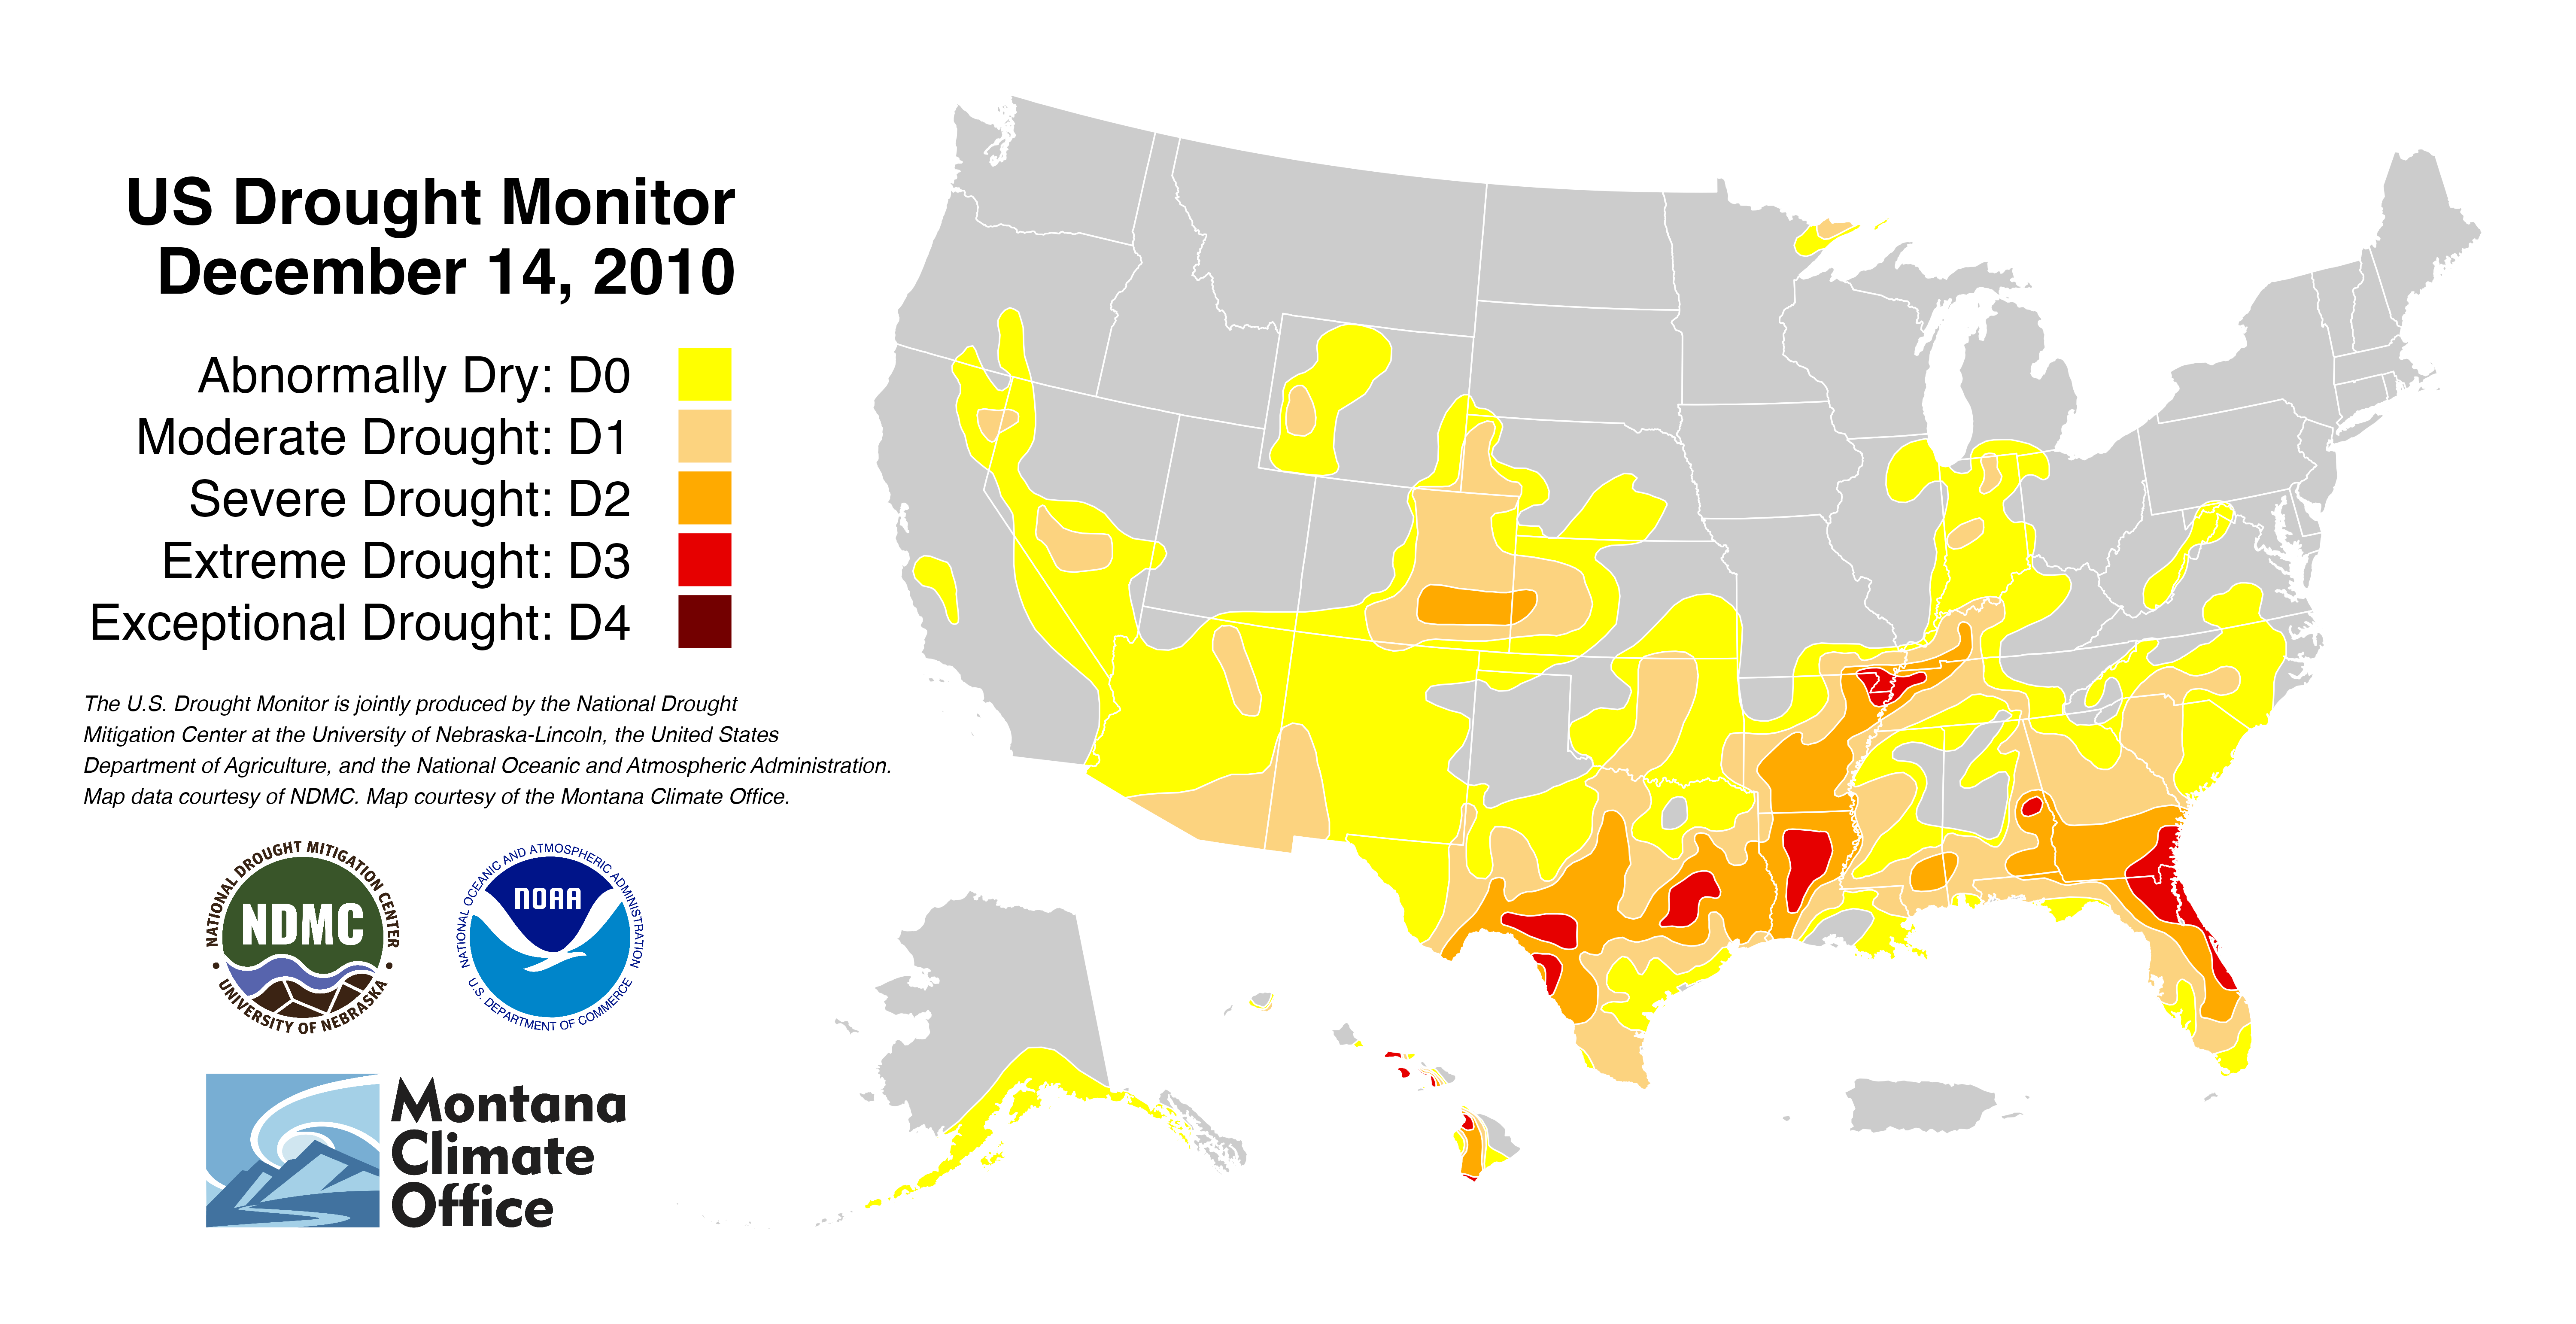 US Drought Monitor
December 14, 2010
Abnormally Dry: D0
Moderate Drought: D1
Severe Drought: D2
Extreme Drought: D3
Exceptional Drought: D4
The U.S. Drought Monitor is jointly produced by the National Drought
Mitigation Center at the University of Nebraska-Lincoln, the United States
Department of Agriculture, and the National Oceanic and Atmospheric Administration.
Map data courtesy of NDMC. Map courtesy of the Montana Climate Office.
NATIONAL DROUGHT MITIGATION CENTER
NDMC
UNIVERSITY OF NEBRASKA
NATIONAL OCEANIC AND ATMOSPHERIC ADMINISTRATION
NOAA
U.S. DEPARTMENT OF COMMERCE
Montana
Climate
Office